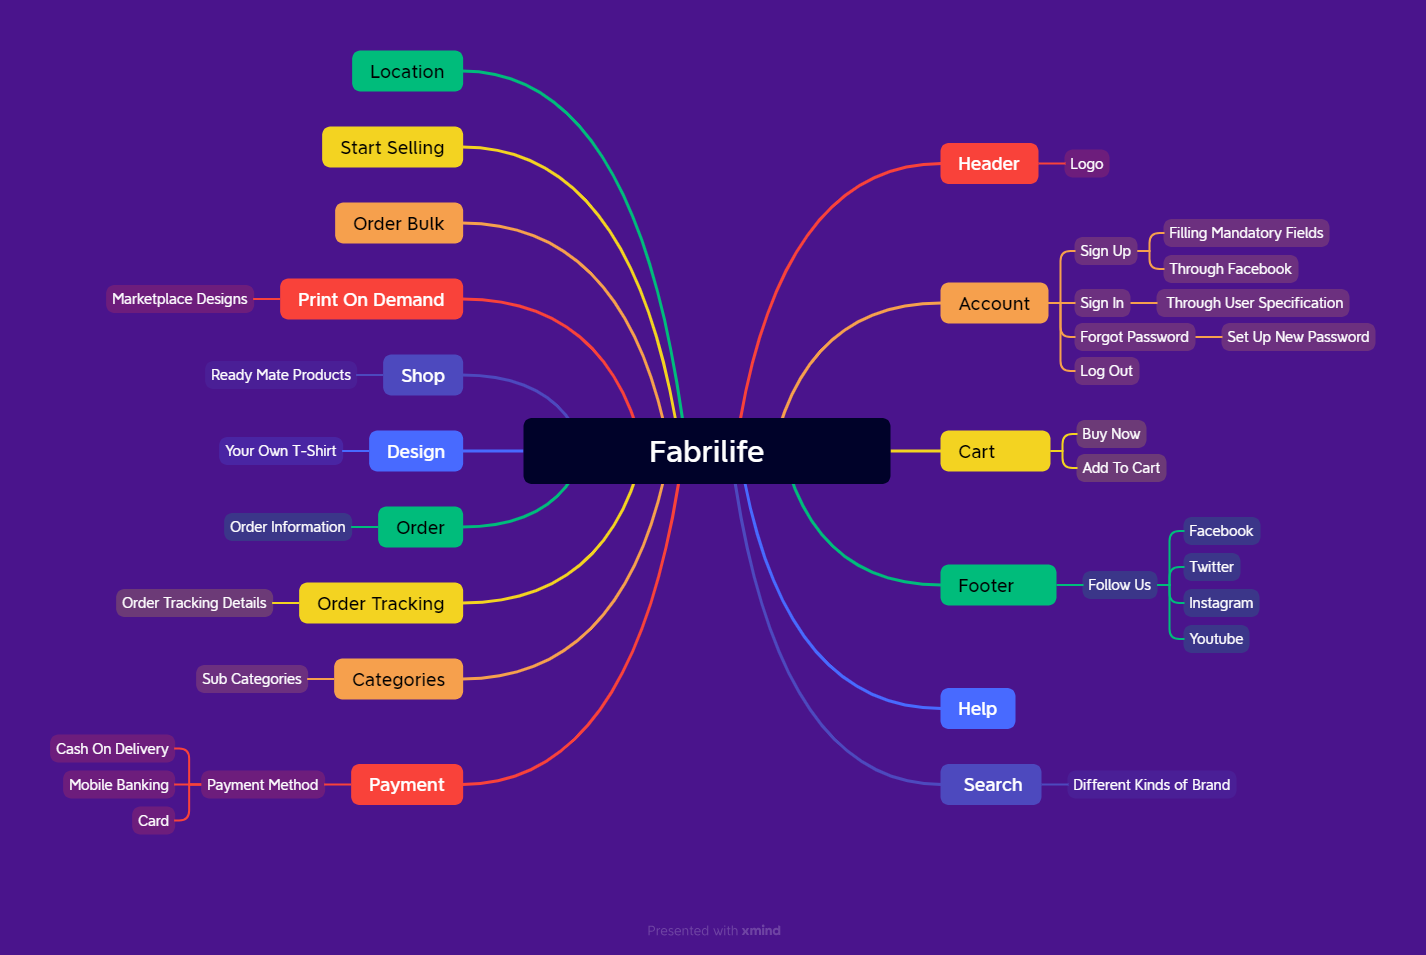 Location
Start Selling
Order Bulk
Marketplace Designs
Print On Demand
Ready Mate Products
Shop
Your Own T-Shirt
Design
Order Information
Order
Order Tracking Details
Order Tracking
Sub Categories
Categories
Cash On Delivery
Mobile Banking
Card
Payment Method
Payment
Fabrilife
Header
Logo
Account
Sign Up
Filling Mandatory Fields
Through Facebook
Sign In
Through User Specification
Forgot Password
Set Up New Password
Log Out
Cart
Buy Now
Add To Cart
Footer
Follow Us
Facebook
Twitter
Instagram
Youtube
Help
Search
Different Kinds of Brand
Presented with xmind